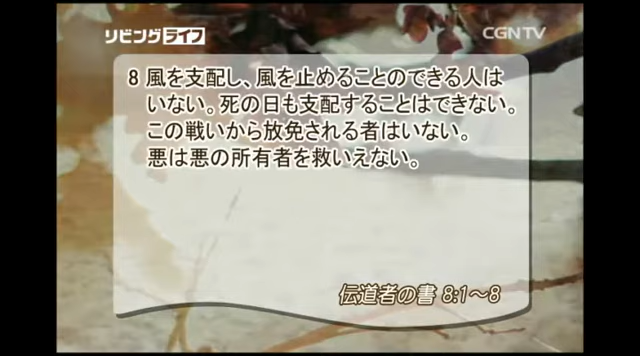 リビングライフ
CGNTV
8 風を支配し、風を止めることのできる人は
いない。死の日も支配することはできない。
この戦いから放免される者はいない。
悪は悪の所有者を救いえない。
伝道者の書 8:1～8